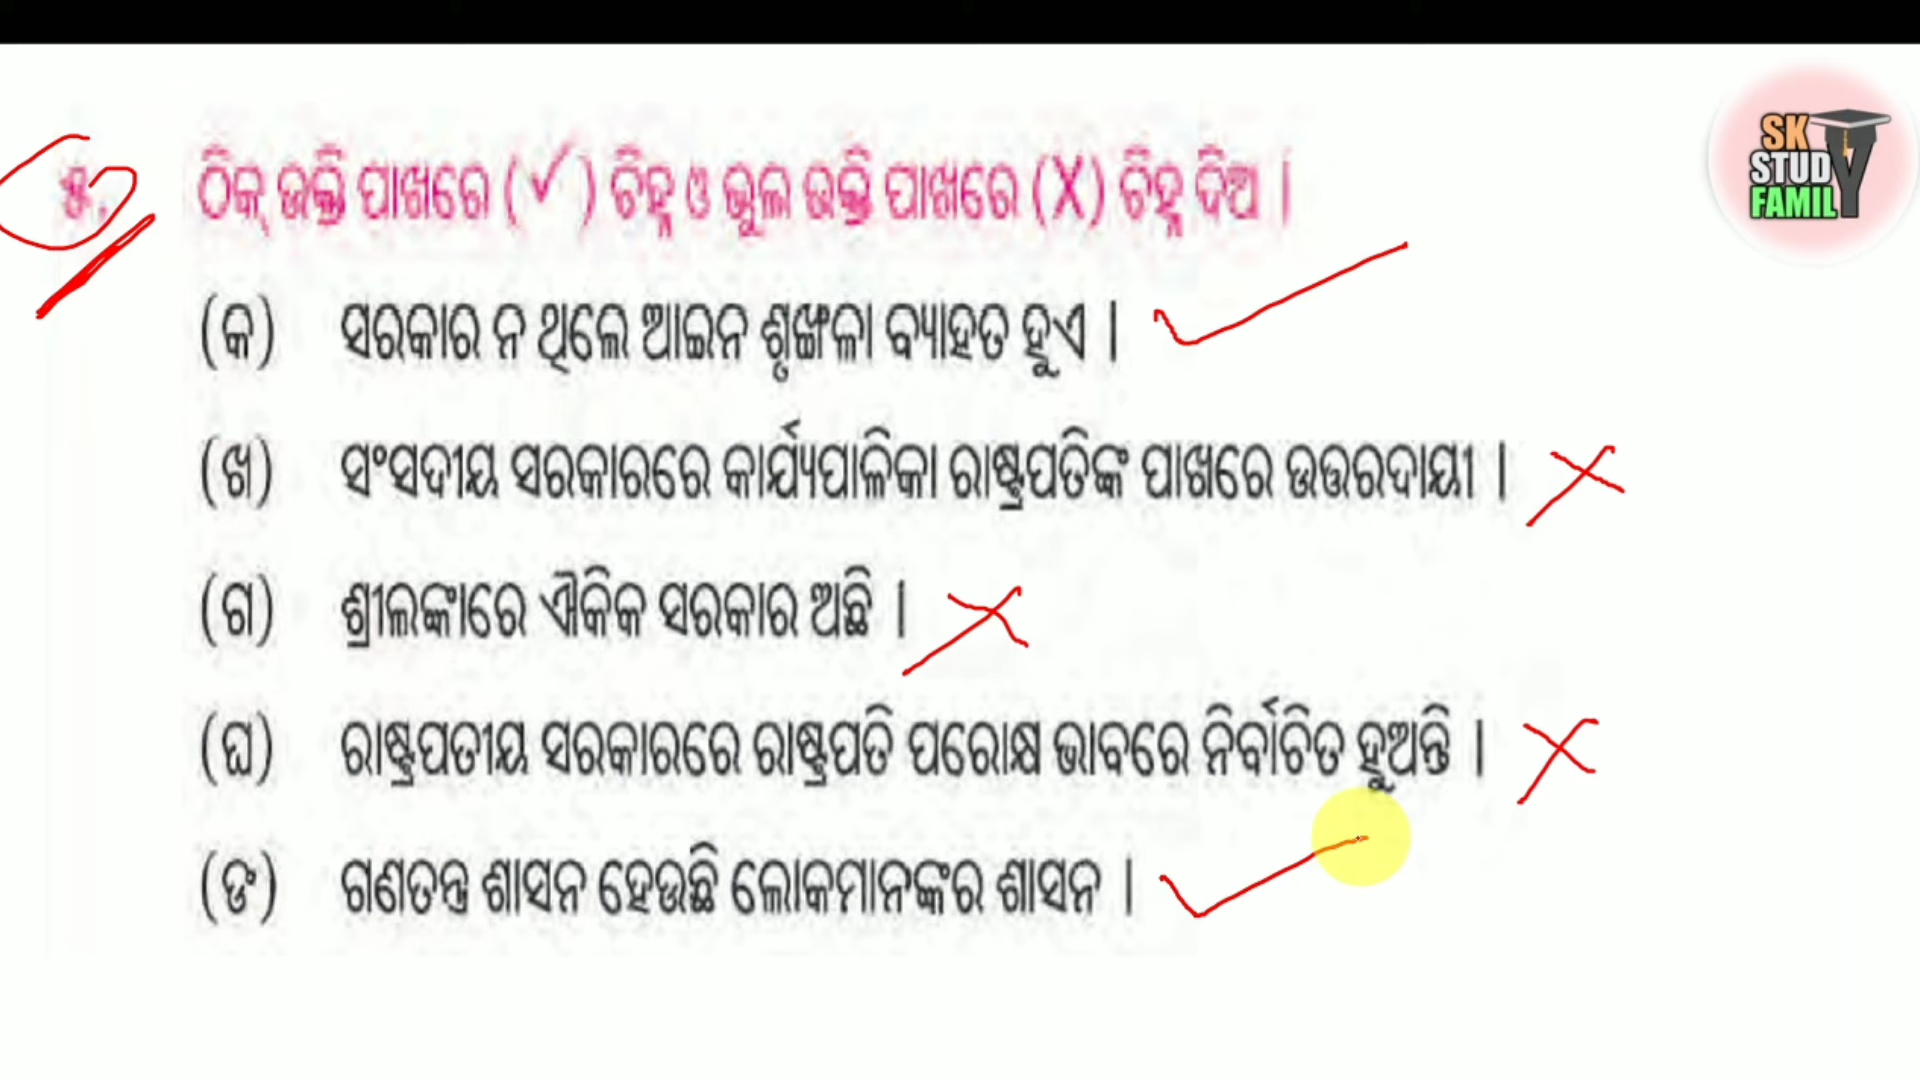 SK
STUDY
FAMILY
୫. ଠିକ୍ ଉକ୍ତି ପାଖରେ (✓) ଚିହ୍ନ ଓ ଭୁଲ ଉକ୍ତି ପାଖରେ (X) ଚିହ୍ନ ଦିଅ |
(କ) ସରକାର ନ ଥିଲେ ଆଇନ ଶୃଙ୍ଖଳା ବ୍ୟାହତ ହୁଏ |
(ଖ) ସଂସଦୀୟ ସରକାରରେ କାର୍ଯ୍ୟପାଳିକା ରାଷ୍ଟ୍ରପତିଙ୍କ ପାଖରେ ଉତ୍ତରଦାୟୀ |
(ଗ) ଶ୍ରୀଲଙ୍କାରେ ଐକିକ ସରକାର ଅଛି |
(ଘ) ରାଷ୍ଟ୍ରପତୀୟ ସରକାରରେ ରାଷ୍ଟ୍ରପତି ପରୋକ୍ଷ ଭାବରେ ନିର୍ବାଚିତ ହୁଅନ୍ତି |
(ଙ) ଗଣତନ୍ତ୍ର ଶାସନ ହେଉଛି ଲୋକମାନଙ୍କର ଶାସନ |